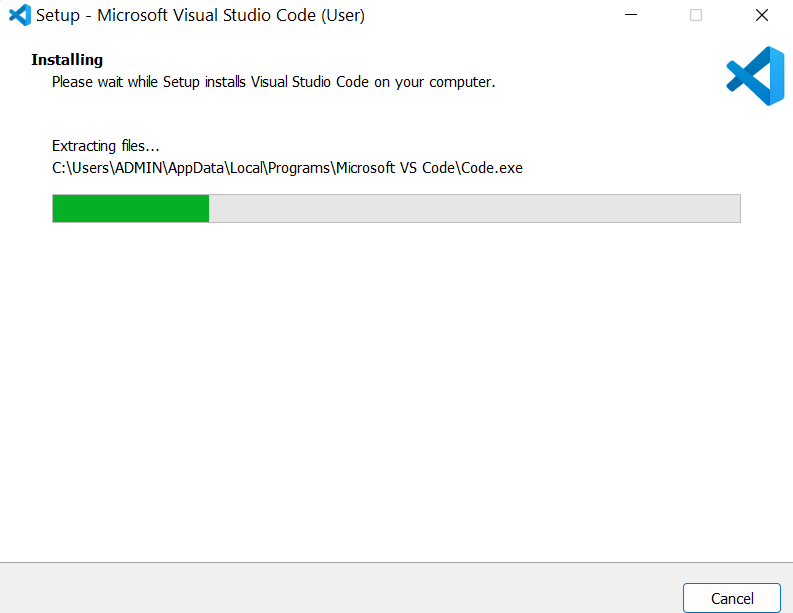 Setup - Microsoft Visual Studio Code (User)
Installing
Please wait while Setup installs Visual Studio Code on your computer.
Extracting files...
C:\Users\ADMIN\AppData\Local\Programs\Microsoft VS Code\Code.exe
Cancel